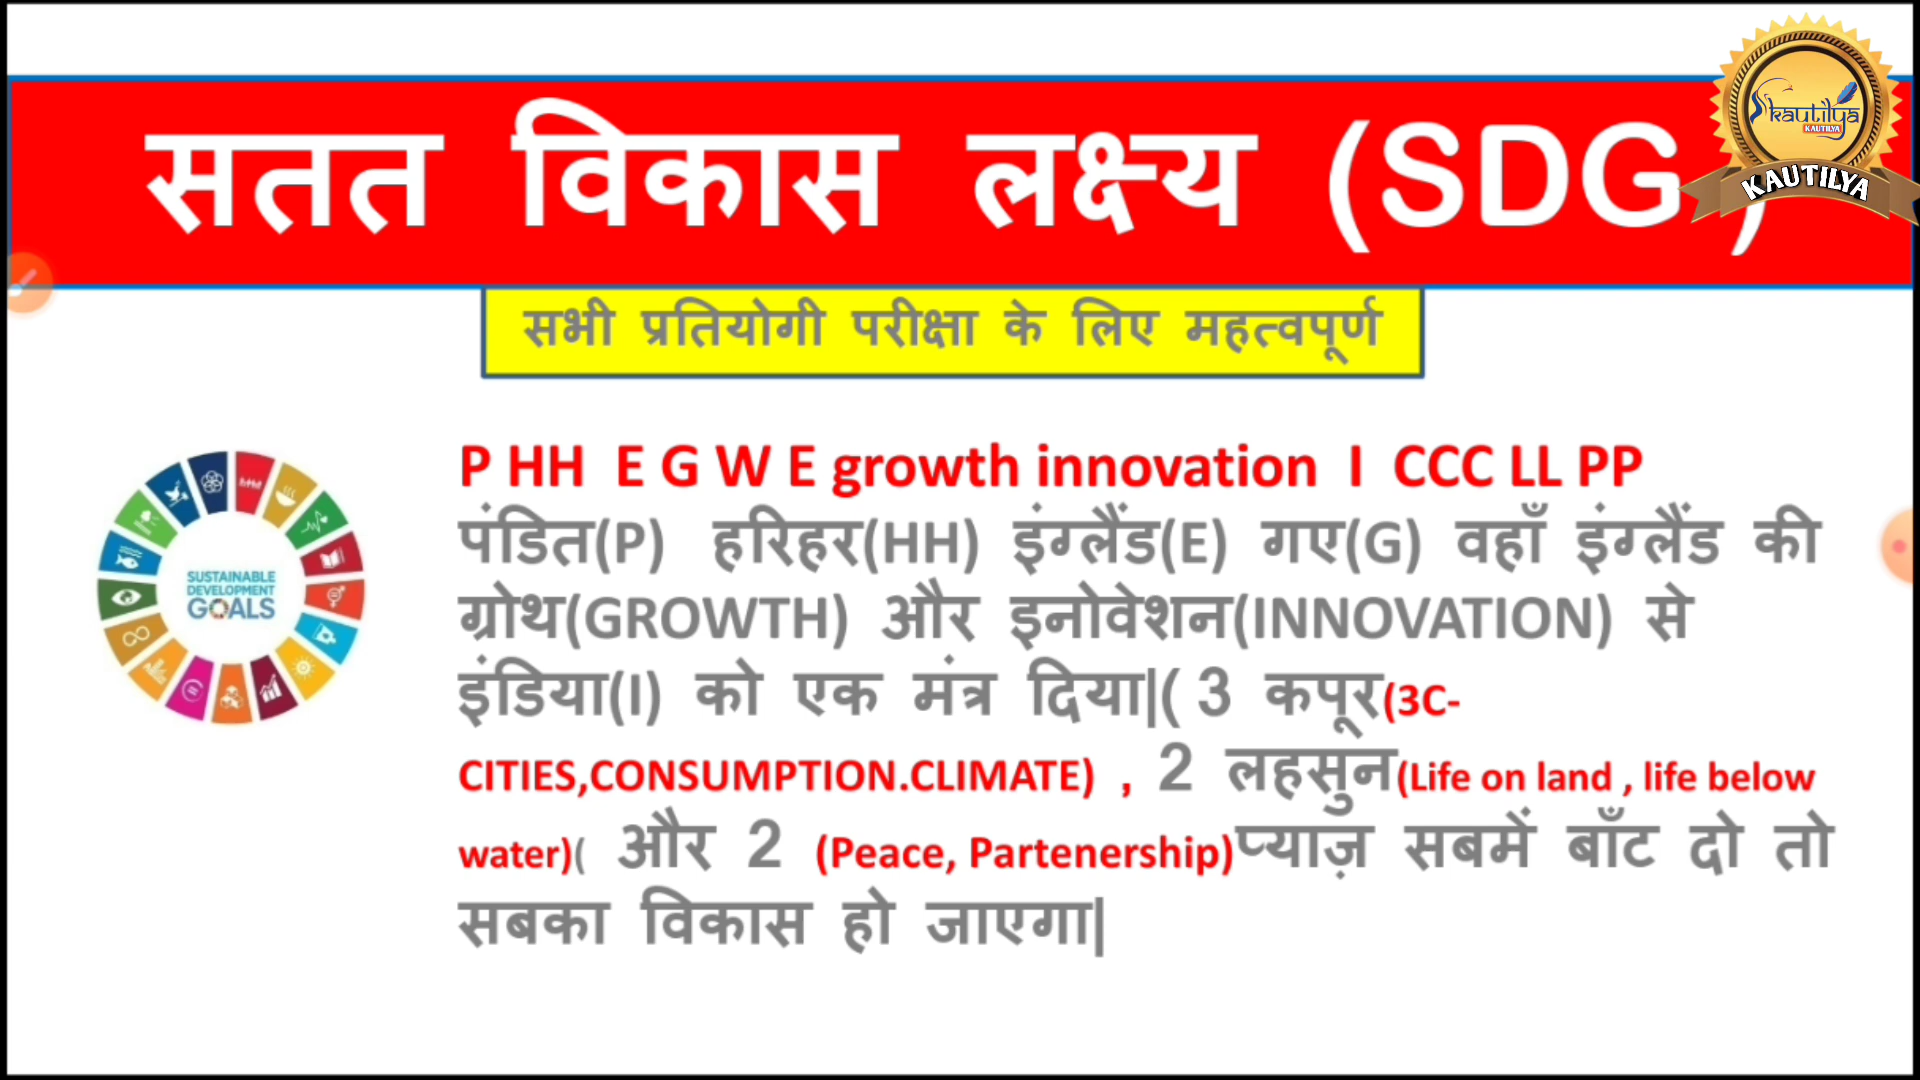 सतत विकास लक्ष्य (SDG )
kautilya
KAUTILYA
KAUTILYA
सभी प्रतियोगी परीक्षा के लिए महत्वपूर्ण
P HH E G W E growth innovation I CCC LL PP
पंडित(P) हरिहर(HH) इंग्लैंड(E) गए(G) वहाँ इंग्लैंड की
ग्रोथ(GROWTH) और इनोवेशन(INNOVATION) से
इंडिया(I) को एक मंत्र दिया|( 3 कपूर(3C-
CITIES,CONSUMPTION.CLIMATE) , 2 लहसुन(Life on land , life below
water)( और 2 (Peace, Partenership)प्याज़ सबमें बाँट दो तो
सबका विकास हो जाएगा|
SUSTAINABLE
DEVELOPMENT
GOALS